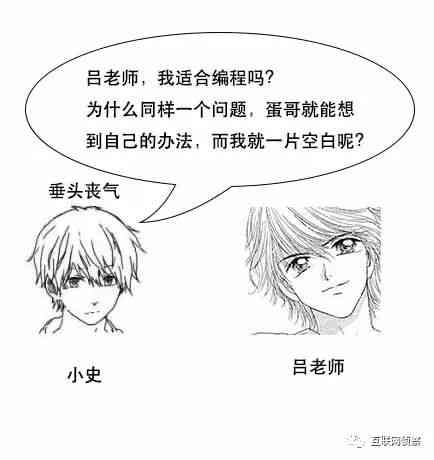 吕老师，我适合编程吗？
为什么同样一个问题，蛋哥就能想
到自己的办法，而我就一片空白呢？
垂头丧气
小史
吕老师
互联网侦察